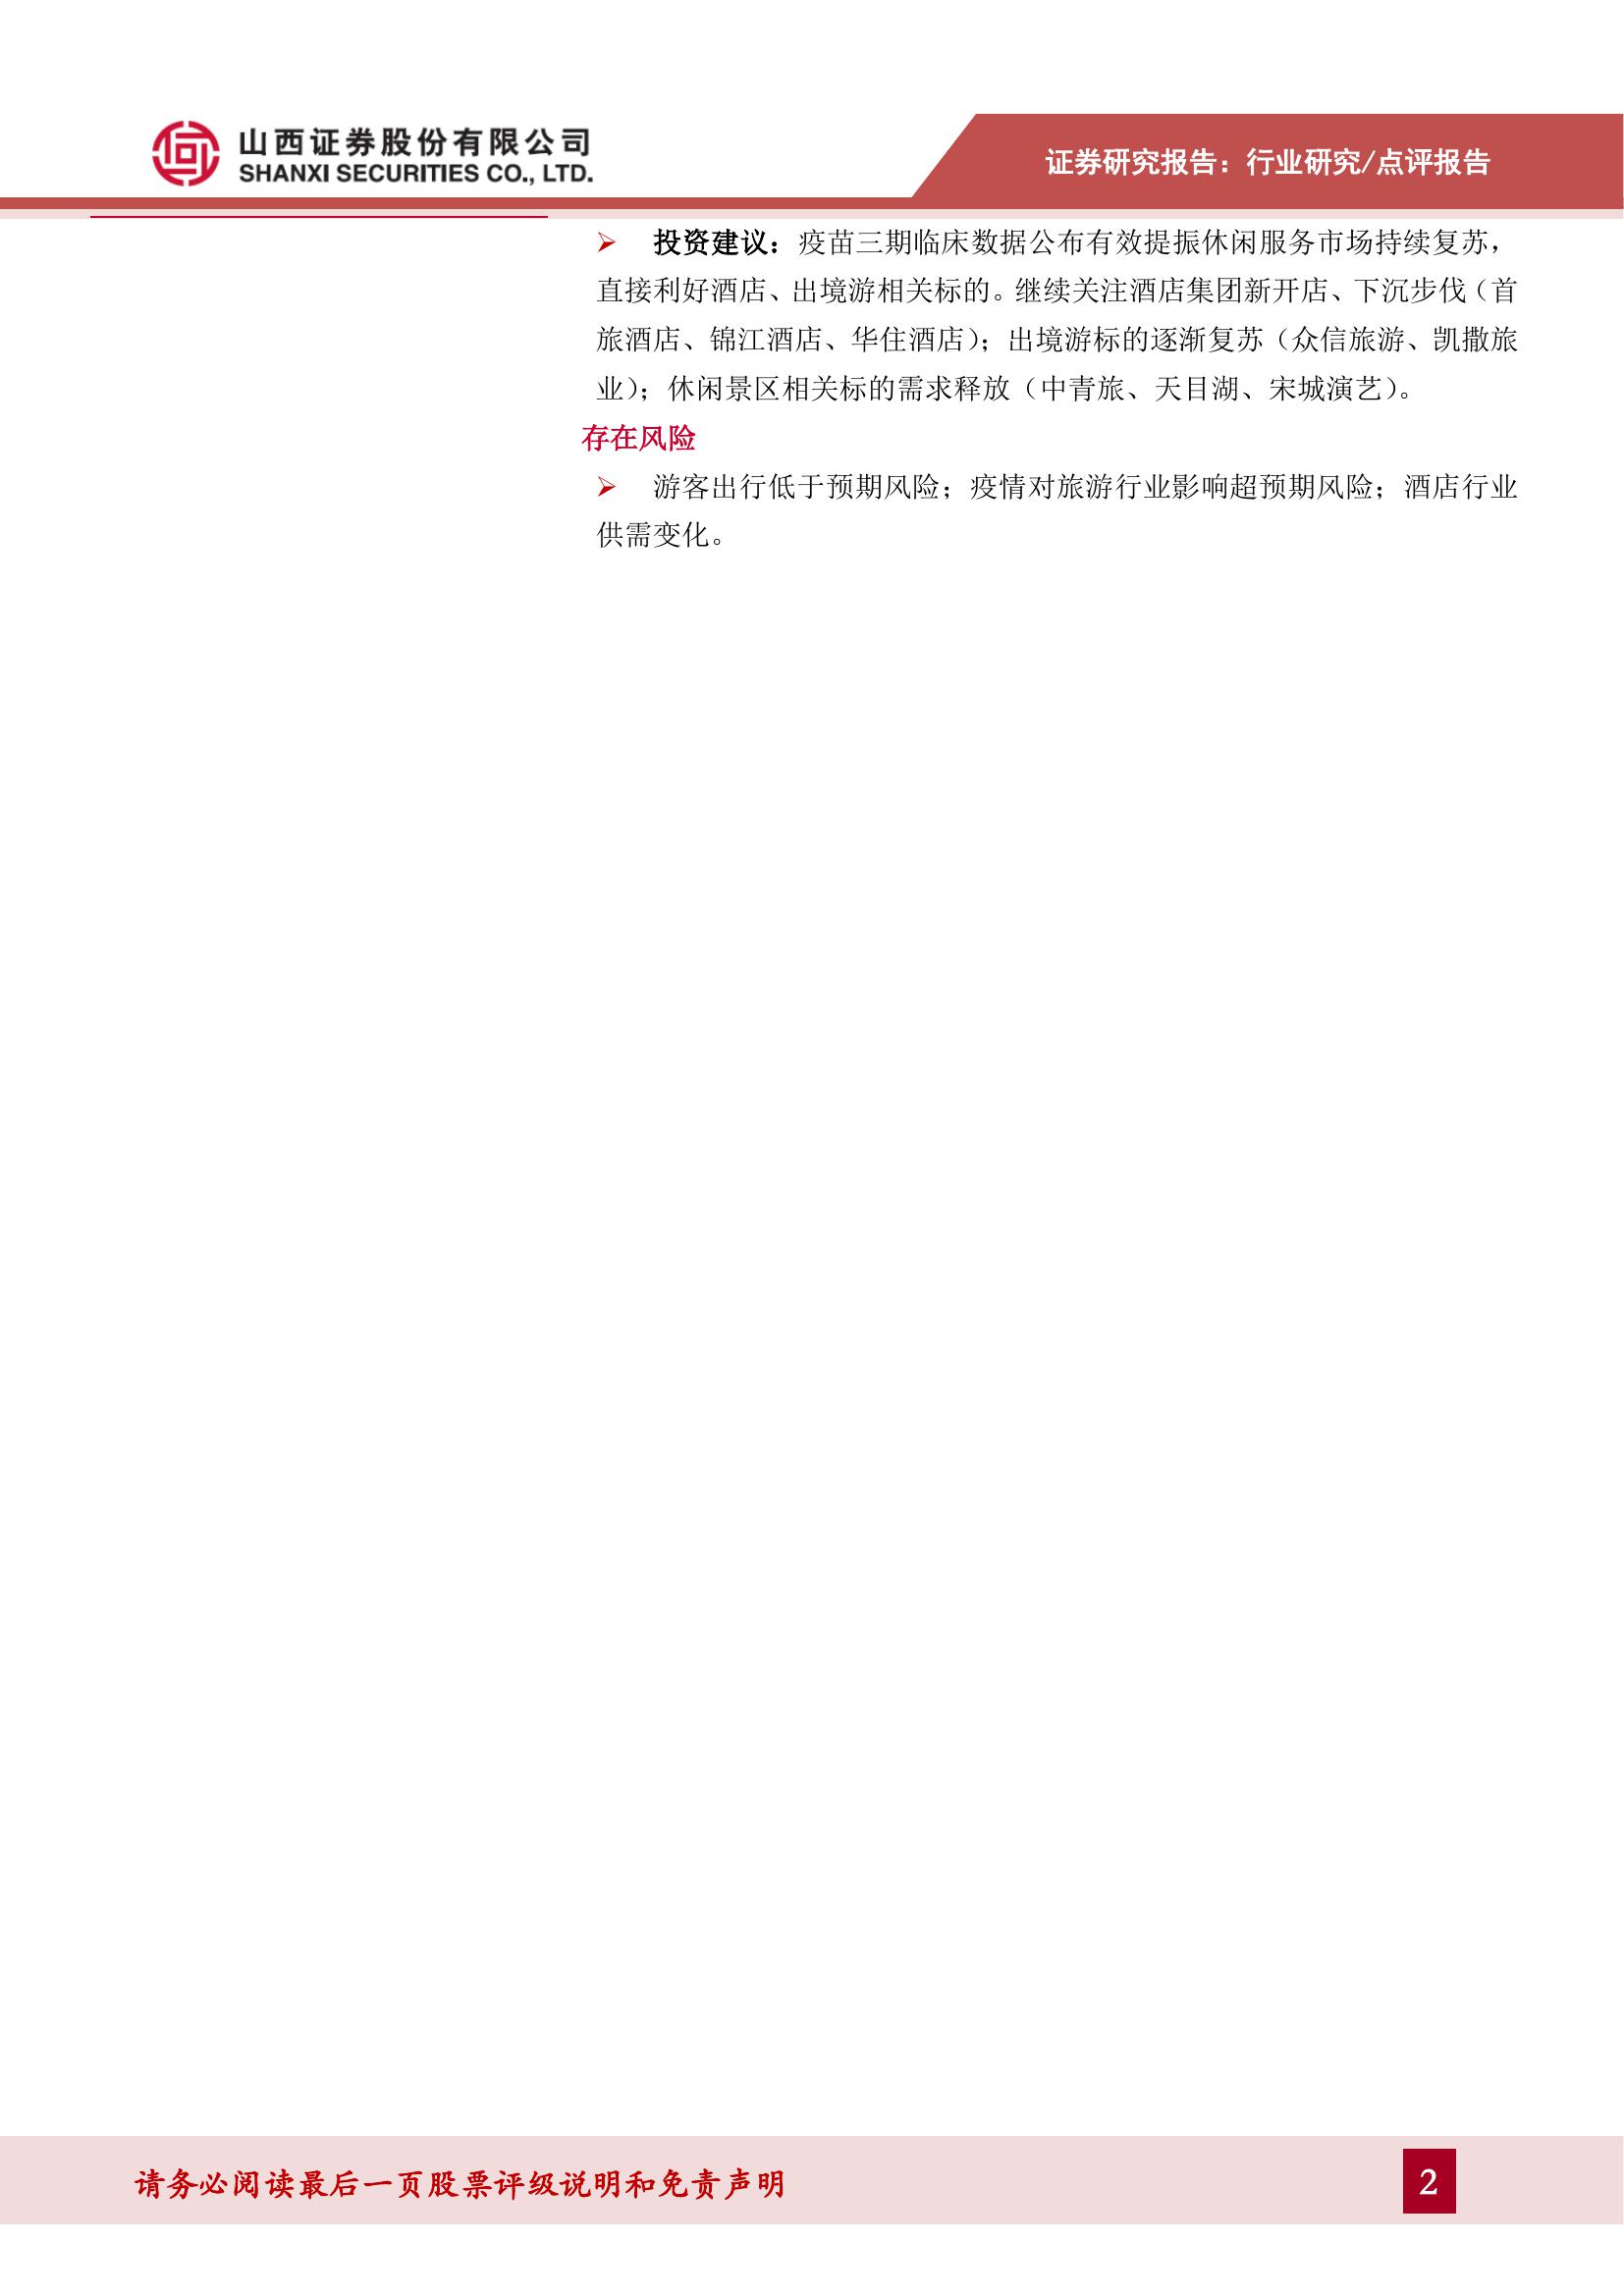 山西证券股份有限公司
SHANXI SECURITIES CO., LTD.
证券研究报告：行业研究/点评报告
➢ 投资建议：疫苗三期临床数据公布有效提振休闲服务市场持续复苏，
直接利好酒店、出境游相关标的。继续关注酒店集团新开店、下沉步伐（首
旅酒店、锦江酒店、华住酒店）；出境游标的逐渐复苏（众信旅游、凯撒旅
业）；休闲景区相关标的需求释放（中青旅、天目湖、宋城演艺）。
存在风险
➢ 游客出行低于预期风险；疫情对旅游行业影响超预期风险；酒店行业
供需变化。
请务必阅读最后一页股票评级说明和免责声明
2